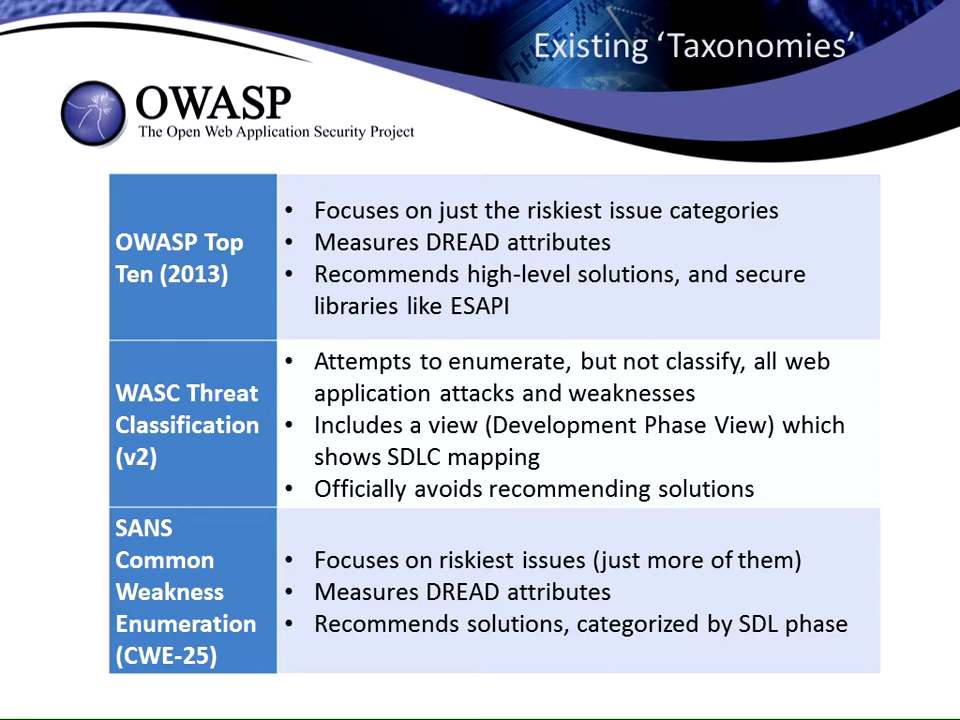 Existing ‘Taxonomies’
OWASP
The Open Web Application Security Project
OWASP Top
Ten (2013)
• Focuses on just the riskiest issue categories
• Measures DREAD attributes
• Recommends high-level solutions, and secure
libraries like ESAPI
WASC Threat
Classification
(v2)
• Attempts to enumerate, but not classify, all web
application attacks and weaknesses
• Includes a view (Development Phase View) which
shows SDLC mapping
• Officially avoids recommending solutions
SANS
Common
Weakness
Enumeration
(CWE-25)
• Focuses on riskiest issues (just more of them)
• Measures DREAD attributes
• Recommends solutions, categorized by SDL phase